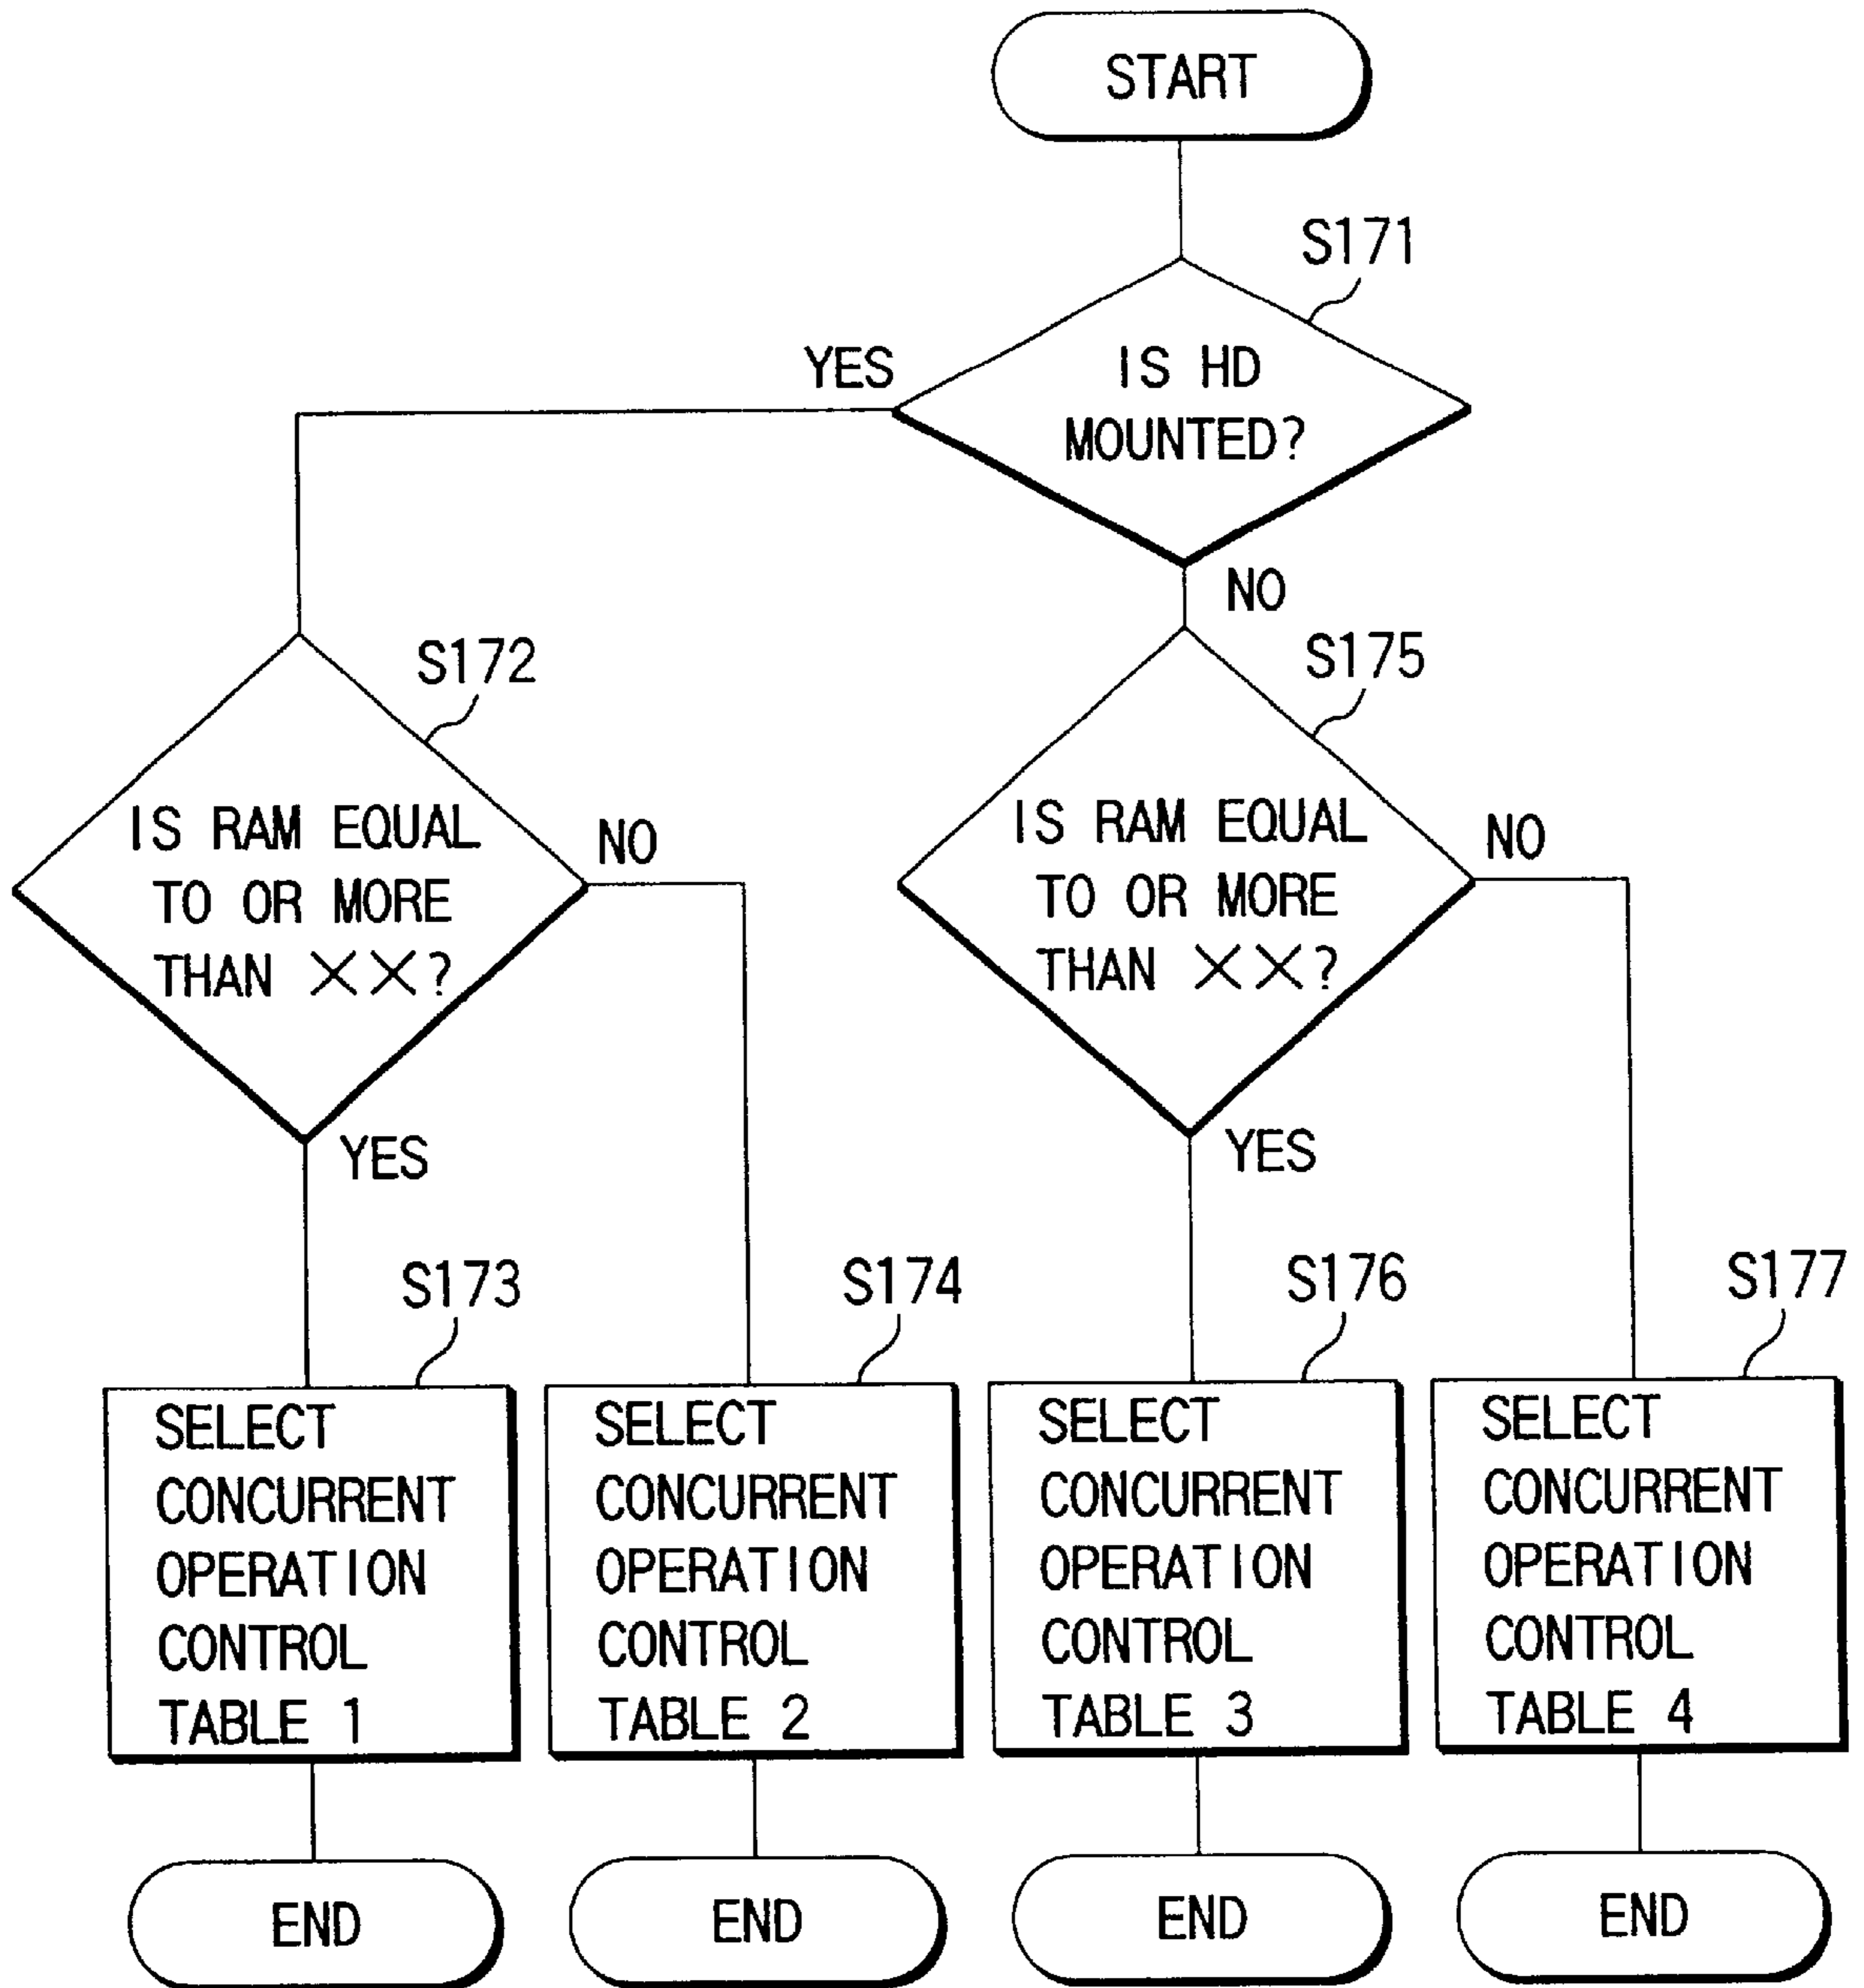 START
S171
IS HD
MOUNTED?
YES
NO
S172
IS RAM EQUAL
TO OR MORE
THAN ××?
NO
YES
S175
IS RAM EQUAL
TO OR MORE
THAN ××?
NO
YES
S173
SELECT
CONCURRENT
OPERATION
CONTROL
TABLE 1
END
S174
SELECT
CONCURRENT
OPERATION
CONTROL
TABLE 2
END
S176
SELECT
CONCURRENT
OPERATION
CONTROL
TABLE 3
END
S177
SELECT
CONCURRENT
OPERATION
CONTROL
TABLE 4
END